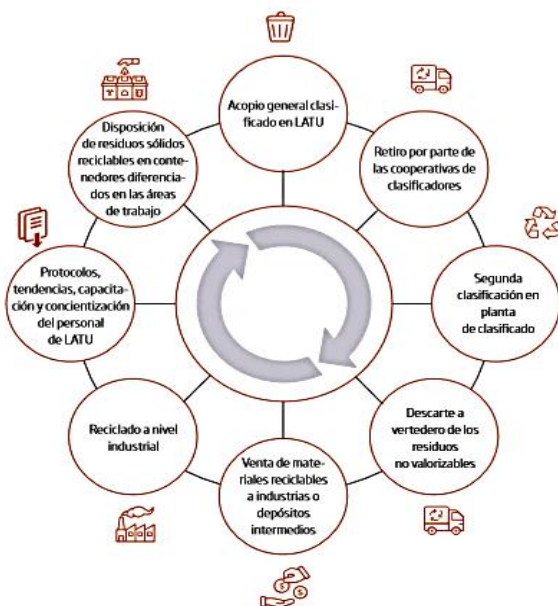 Acopio general clasi-
ficado en LATU
Retiro por parte de
las cooperativas de
clasificadores
Segunda
clasificación en
planta
de clasificado
Descarte a
vertedero de los
residuos
no valorizables
Venta de mate-
riales reciclables
a industrias o
depósitos
intermedios
Reciclado a nivel
industrial
Protocolos,
tendencias, capacita-
ción y concientización
del personal
de LATU
Disposición
de residuos sólidos
reciclables en conte-
nedores diferencia-
dos en las áreas
de trabajo